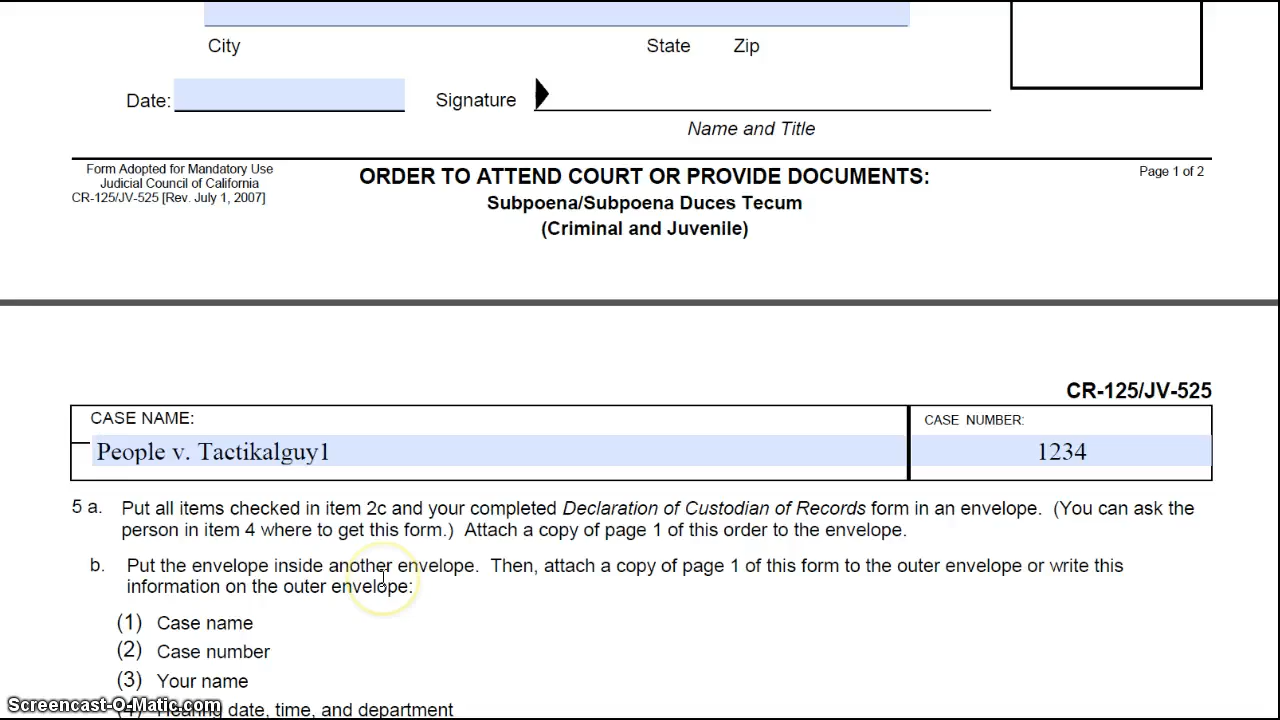 City State Zip
Date: Signature
Name and Title
Form Adopted for Mandatory Use
Judicial Council of California
CR-125/JV-525 [Rev. July 1, 2007]
ORDER TO ATTEND COURT OR PROVIDE DOCUMENTS:
Subpoena/Subpoena Duces Tecum
(Criminal and Juvenile)
Page 1 of 2
CR-125/JV-525
CASE NAME:
People v. Tactikalguy1
CASE NUMBER:
1234
5 a. Put all items checked in item 2c and your completed Declaration of Custodian of Records form in an envelope. (You can ask the
person in item 4 where to get this form.) Attach a copy of page 1 of this order to the envelope.
b. Put the envelope inside another envelope. Then, attach a copy of page 1 of this form to the outer envelope or write this
information on the outer envelope:
(1) Case name
(2) Case number
(3) Your name
(4) Hearing date, time, and department
Screencast-O-Matic.com